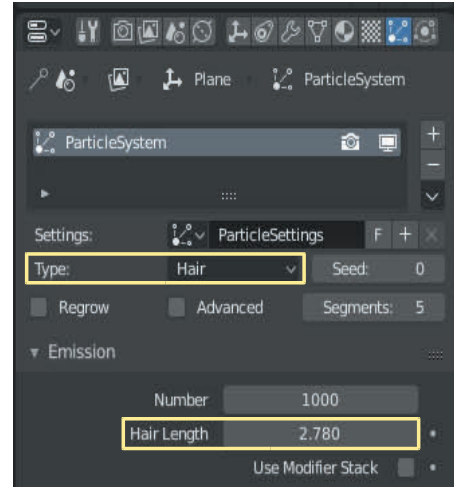 Plane ParticleSystem
ParticleSystem
Settings: ParticleSettings F
Type: Hair Seed: 0
Regrow Advanced Segments: 5
Emission
Number 1000
Hair Length 2.780
Use Modifier Stack